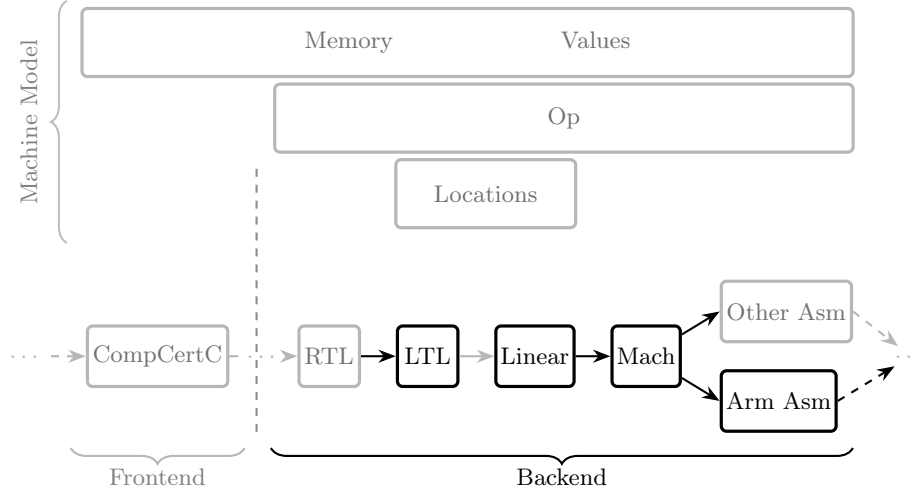 Machine Model
Memory Values
Op
Locations
Other Asm
CompCertC RTL LTL Linear Mach
Arm Asm
Frontend Backend